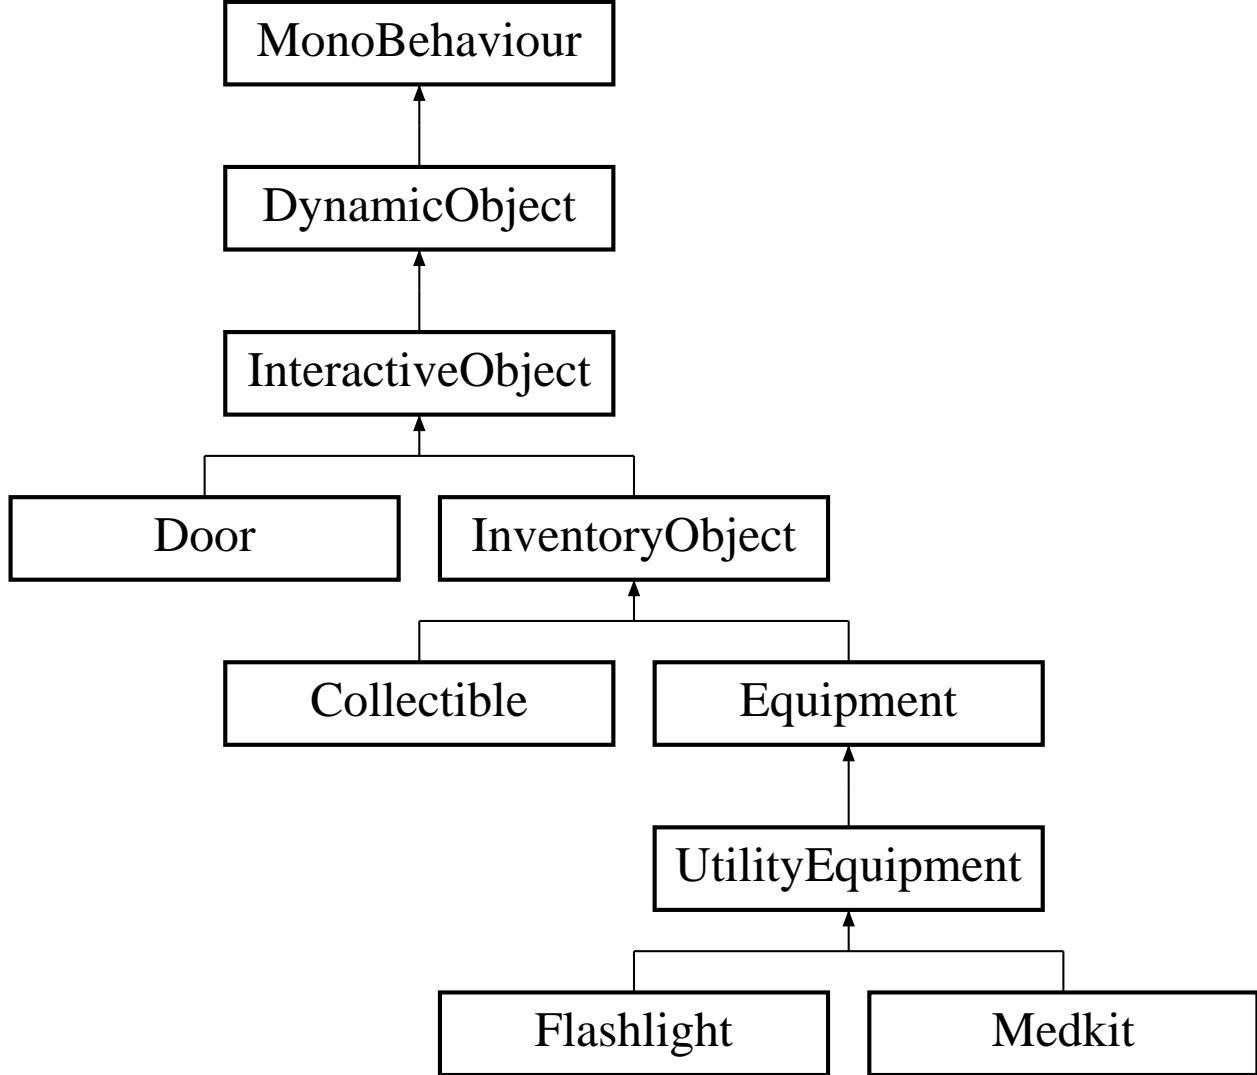 MonoBehaviour
DynamicObject
InteractiveObject
Door
InventoryObject
Collectible
Equipment
UtilityEquipment
Flashlight
Medkit